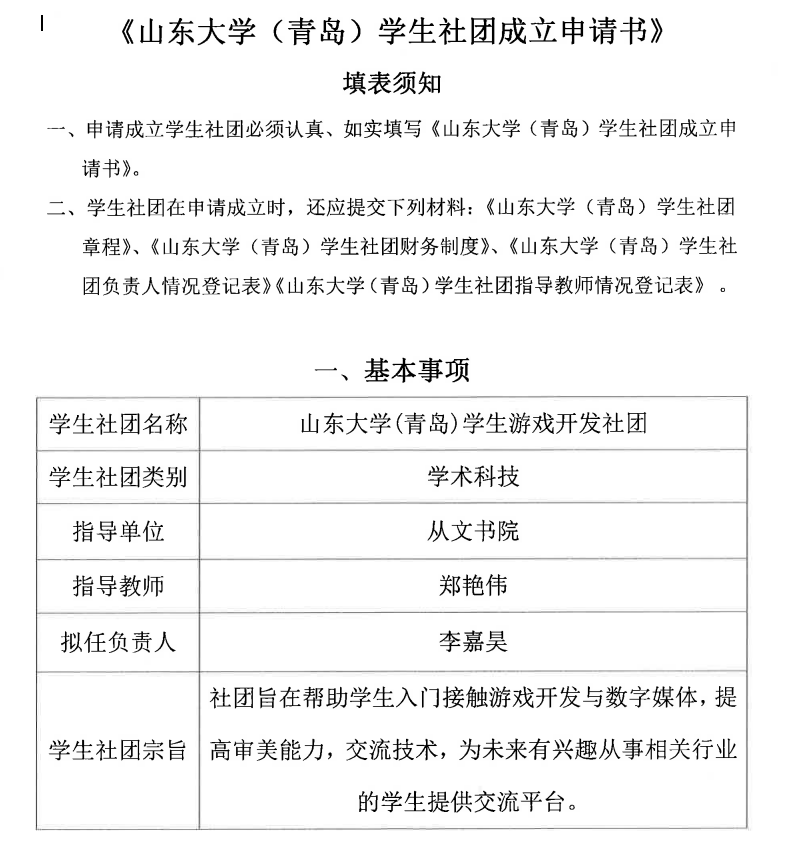 《山东大学（青岛）学生社团成立申请书》
填表须知
一、申请成立学生社团必须认真、如实填写《山东大学（青岛）学生社团成立申
请书》。
二、学生社团在申请成立时，还应提交下列材料：《山东大学（青岛）学生社团
章程》、《山东大学（青岛）学生社团财务制度》、《山东大学（青岛）学生社
团负责人情况登记表》《山东大学（青岛）学生社团指导教师情况登记表》 。
一、基本事项
学生社团名称 山东大学(青岛)学生游戏开发社团
学生社团类别 学术科技
指导单位 从文书院
指导教师 郑艳伟
拟任负责人 李嘉昊
社团旨在帮助学生入门接触游戏开发与数字媒体，提
学生社团宗旨 高审美能力，交流技术，为未来有兴趣从事相关行业
的学生提供交流平台。